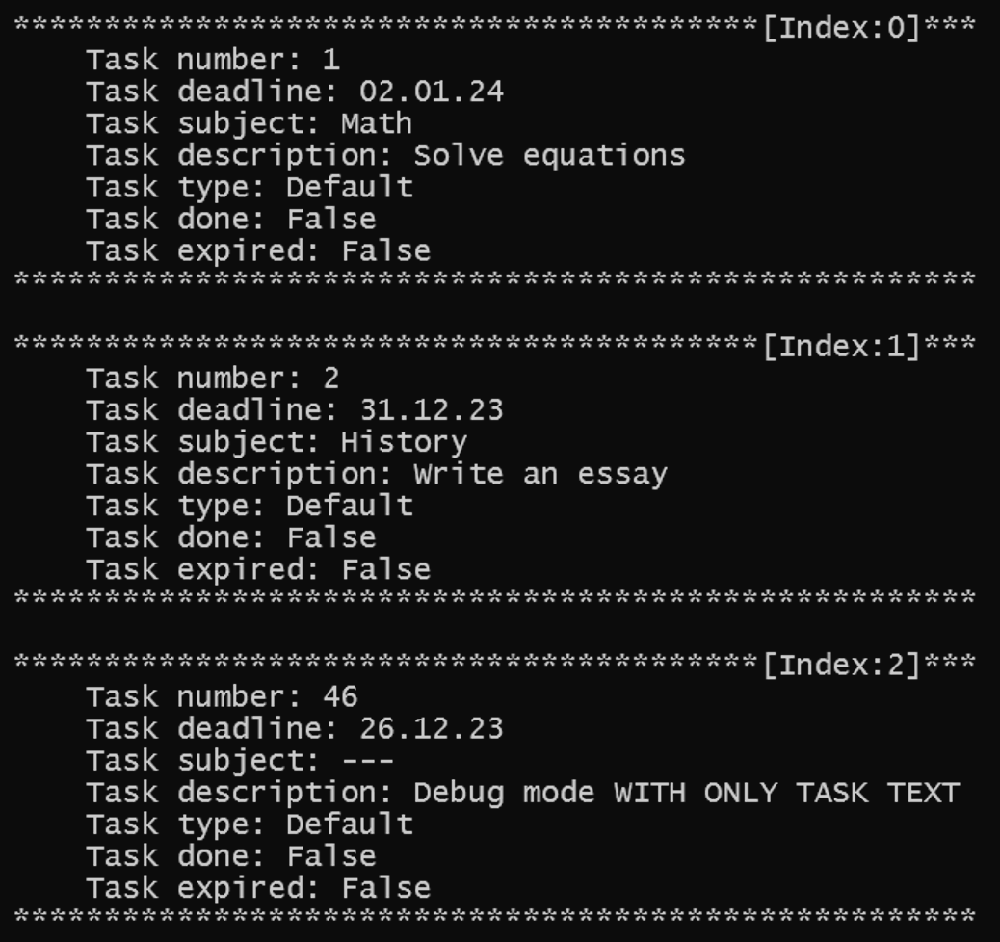 *****************************************[Index:0]***
Task number: 1
Task deadline: 02.01.24
Task subject: Math
Task description: Solve equations
Task type: Default
Task done: False
Task expired: False
*****************************************************
*****************************************[Index:1]***
Task number: 2
Task deadline: 31.12.23
Task subject: History
Task description: Write an essay
Task type: Default
Task done: False
Task expired: False
*****************************************************
*****************************************[Index:2]***
Task number: 46
Task deadline: 26.12.23
Task subject: ---
Task description: Debug mode WITH ONLY TASK TEXT
Task type: Default
Task done: False
Task expired: False
*****************************************************